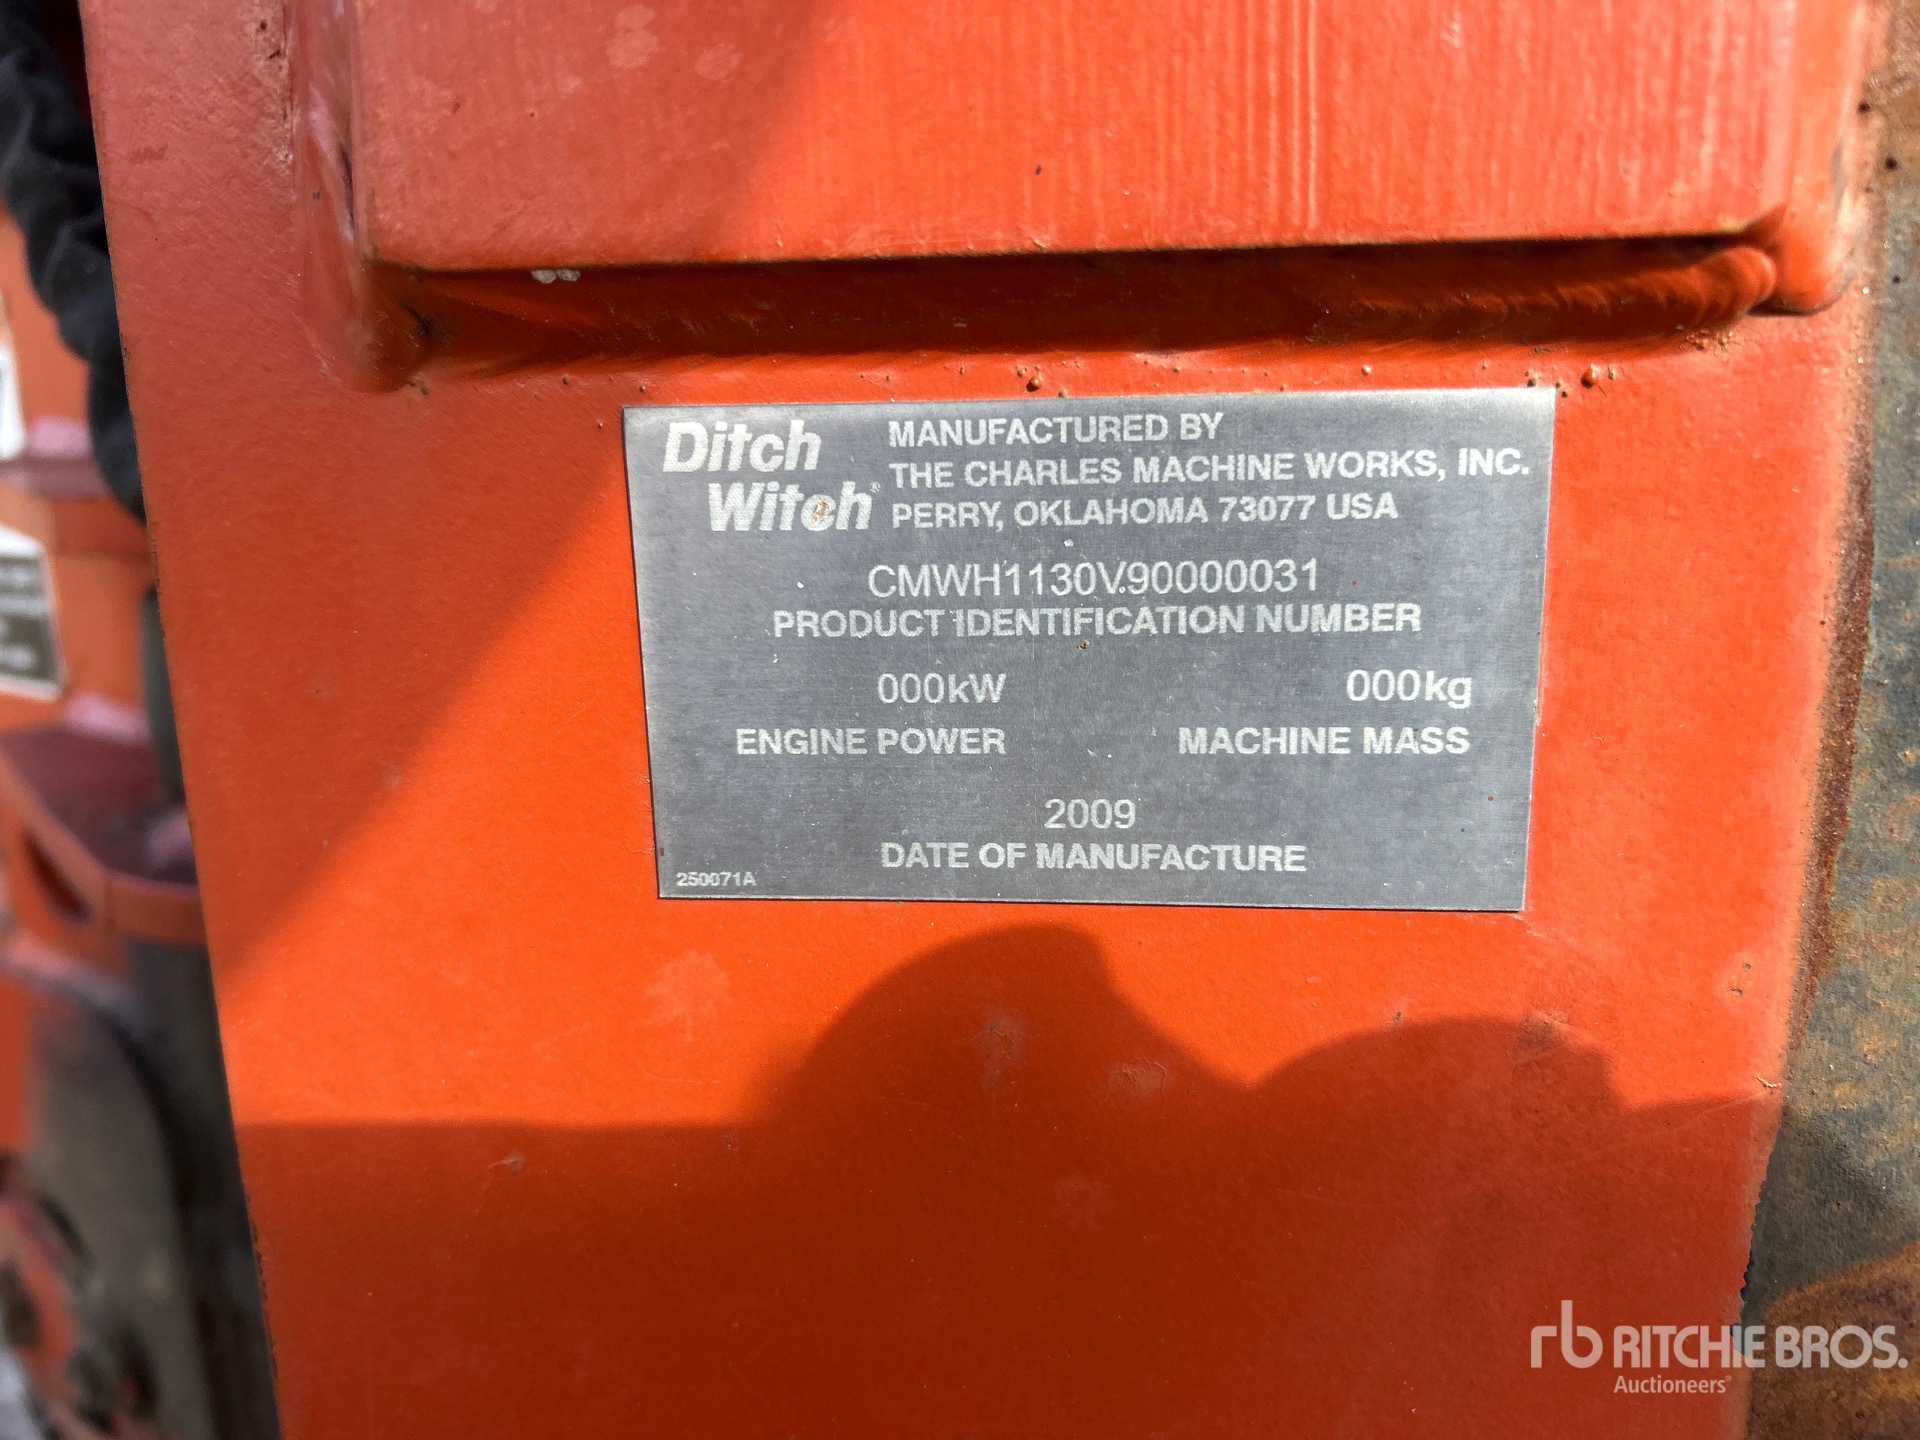 Ditch
Witch®
MANUFACTURED BY
THE CHARLES MACHINE WORKS, INC.
PERRY, OKLAHOMA 73077 USA
CMWH1130V90000031
PRODUCT IDENTIFICATION NUMBER
000kW 000kg
ENGINE POWER MACHINE MASS
2009
DATE OF MANUFACTURE
250071A
rb RITCHIE BROS.
Auctioneers®